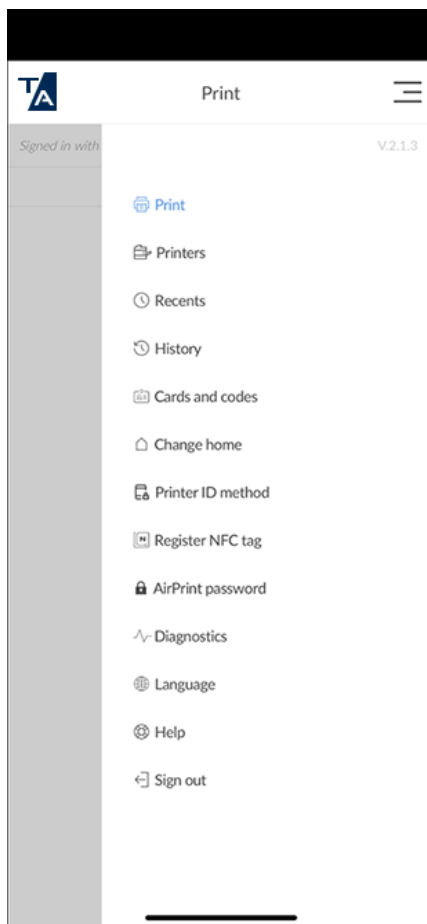 TA
Print
Signed in with
V.2.1.3
Print
Printers
Recents
History
Cards and codes
Change home
Printer ID method
N Register NFC tag
AirPrint password
Diagnostics
Language
Help
Sign out